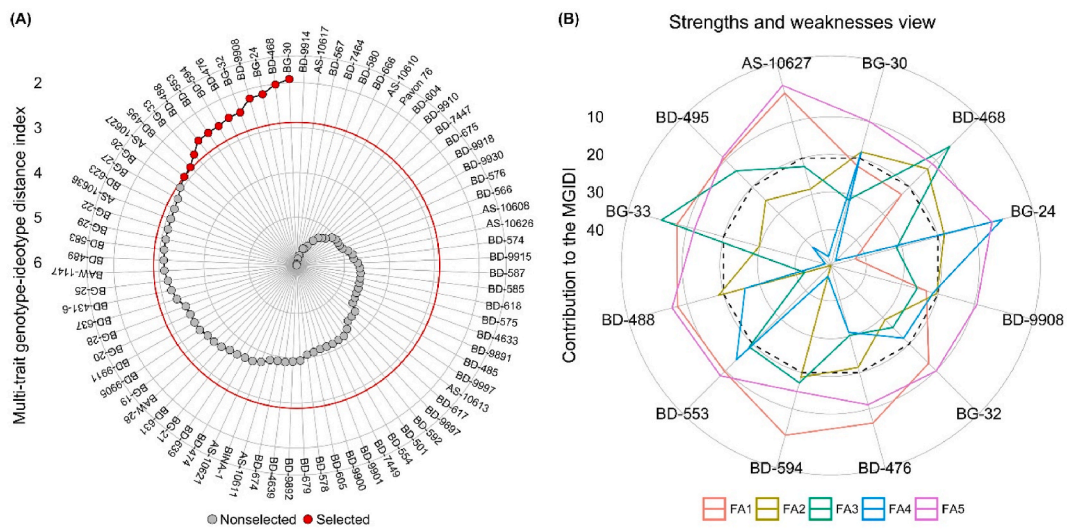 (A)
Multi-trait genotype-ideotype distance index
2
3
4
5
6
BG-30
BD-9914
AS-10617
BD-567
BD-7464
BD-580
BD-666
AS-10610
Pavon 76
BD-604
BD-9910
BD-7447
BD-675
BD-9918
BD-9930
BD-576
BD-566
AS-10608
AS-10626
BD-574
BD-9915
BD-587
BD-585
BD-618
BD-575
BD-4633
BD-9891
BD-485
BD-9997
AS-10613
BD-617
BD-9897
BD-592
BD-501
BD-554
BD-7449
BD-9901
BD-9900
BD-605
BD-578
BD-679
BD-9892
BD-4639
BD-674
AS-10611
BINA-1
AS-10621
BD-474
BD-639
BG-21
BD-631
BAW-28
BG-19
BD-9905
BD-9911
BG-20
BG-28
BD-637
BD-431-6
BG-25
BAW-1147
BD-489
BD-583
BG-29
BG-22
AS-10636
BD-623
BG-27
BG-26
AS-10627
BD-495
BG-33
BD-488
BD-553
BD-594
BD-476
BG-32
BD-9908
BG-24
BD-468
Nonselected
Selected
(B)
Strengths and weaknesses view
Contribution to the MGIDI
10
20
30
40
AS-10627
BG-30
BD-495
BD-468
BG-33
BG-24
BD-488
BD-9908
BD-553
BG-32
BD-594
BD-476
FA1
FA2
FA3
FA4
FA5